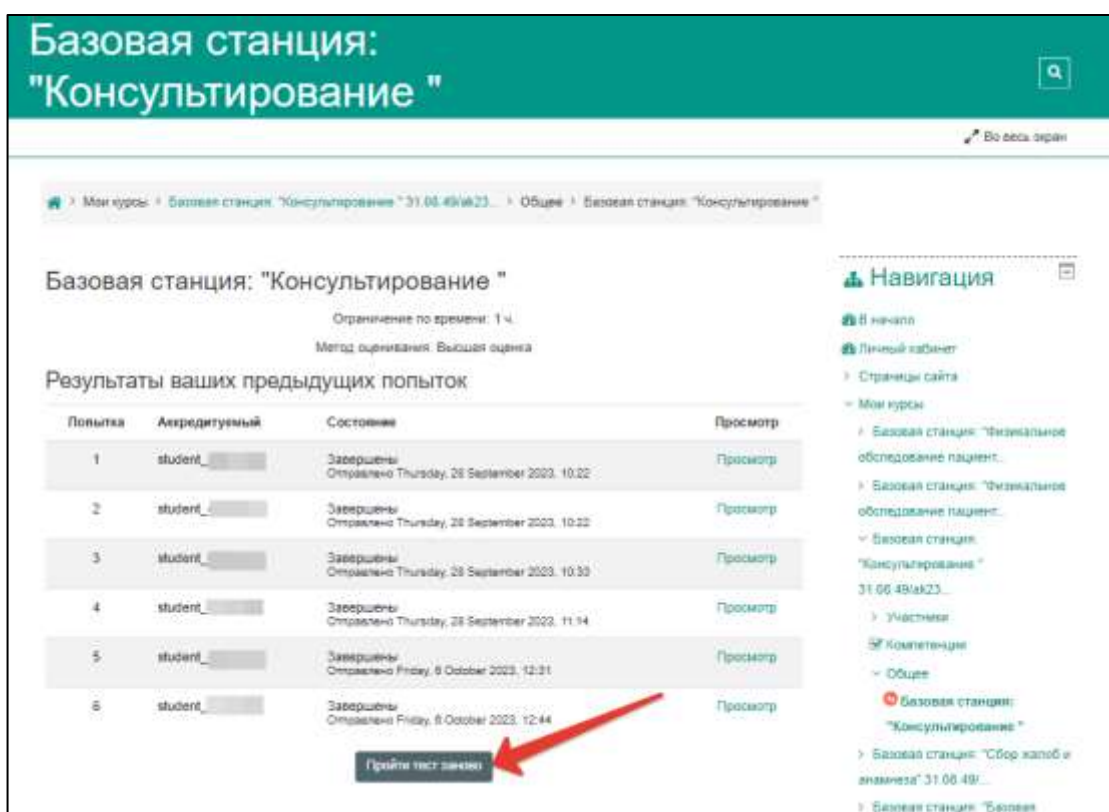 Базовая станция:
"Консультирование "
Во весь экран
Мои курсы > Базовая станция: "Консультирование " 31.08.49/ak23... > Общее > Базовая станция: "Консультирование "
Базовая станция: "Консультирование "
Ограничение по времени: 1 ч.
Метод оценивания: Высшая оценка
Результаты ваших предыдущих попыток
Попытка Аккредитуемый Состояние Просмотр
1 student_ Завершены Просмотр
Отправлено Thursday, 28 September 2023, 10:22
2 student_ Завершены Просмотр
Отправлено Thursday, 28 September 2023, 10:22
3 student_ Завершены Просмотр
Отправлено Thursday, 28 September 2023, 10:33
4 student_ Завершены Просмотр
Отправлено Thursday, 28 September 2023, 11:14
5 student_ Завершены Просмотр
Отправлено Friday, 6 October 2023, 12:31
6 student_ Завершены Просмотр
Отправлено Friday, 6 October 2023, 12:44
Пройти тест заново
Навигация
В начало
Личный кабинет
> Страницы сайта
Мои курсы
> Базовая станция: "Физикальное
обследование пациент...
> Базовая станция: "Физикальное
обследование пациент...
Базовая станция:
"Консультирование "
31.08.49/ak23...
> Участники
Компетенции
Общее
Базовая станция:
"Консультирование "
> Базовая станция: "Сбор жалоб и
анамнеза" 31.08.49/...
> Базовая станция: "Базовая